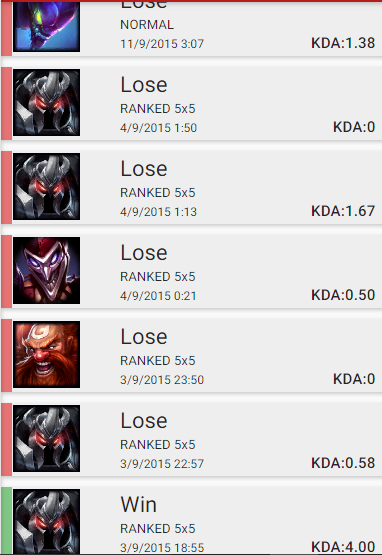 Lose
NORMAL
11/9/2015 3:07
KDA:1.38
Lose
RANKED 5x5
4/9/2015 1:50
KDA:0
Lose
RANKED 5x5
4/9/2015 1:13
KDA:1.67
Lose
RANKED 5x5
4/9/2015 0:21
KDA:0.50
Lose
RANKED 5x5
3/9/2015 23:50
KDA:0
Lose
RANKED 5x5
3/9/2015 22:57
KDA:0.58
Win
RANKED 5x5
3/9/2015 18:55
KDA:4.00